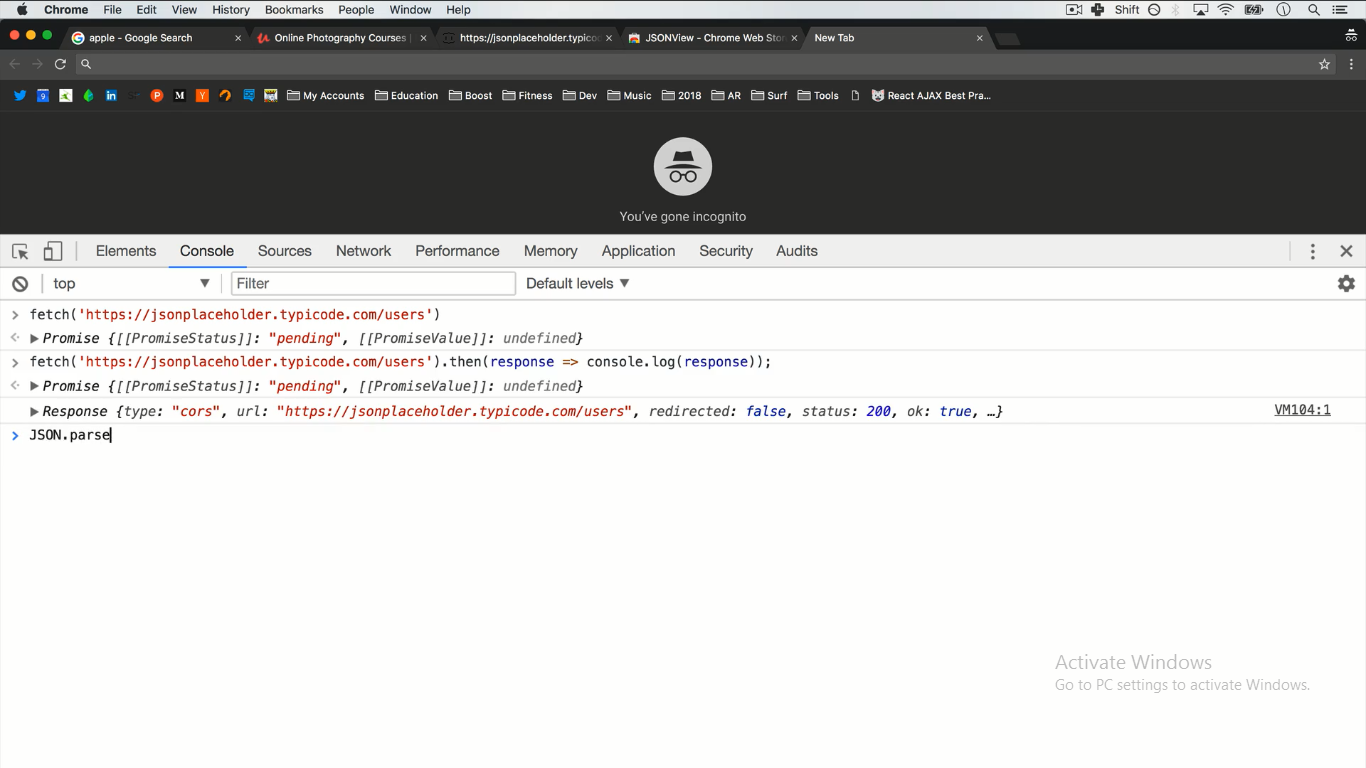 Chrome File Edit View History Bookmarks People Window Help Shift
apple - Google Search Online Photography Courses https://jsonplaceholder.typicod JSONView - Chrome Web Stor New Tab
9 in P M Y My Accounts Education Boost Fitness Dev Music 2018 AR Surf Tools React AJAX Best Pra...
You've gone incognito
Elements Console Sources Network Performance Memory Application Security Audits
top Filter Default levels
fetch('https://jsonplaceholder.typicode.com/users')
Promise {[[PromiseStatus]]: "pending", [[PromiseValue]]: undefined}
fetch('https://jsonplaceholder.typicode.com/users').then(response => console.log(response));
Promise {[[PromiseStatus]]: "pending", [[PromiseValue]]: undefined}
Response {type: "cors", url: "https://jsonplaceholder.typicode.com/users", redirected: false, status: 200, ok: true, …} VM104:1
JSON.parse
Activate Windows
Go to PC settings to activate Windows.